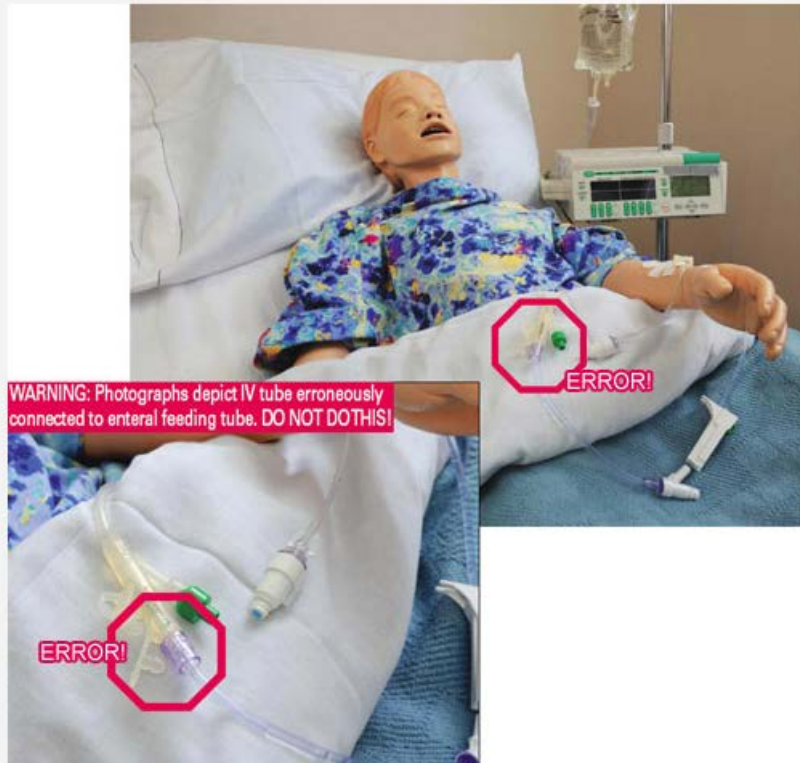 ERROR!
WARNING: Photographs depict IV tube erroneously
connected to enteral feeding tube. DO NOT DOTHIS!
ERROR!